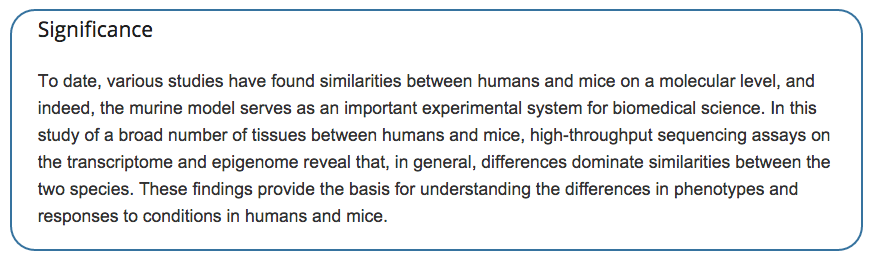 Significance
To date, various studies have found similarities between humans and mice on a molecular level, and
indeed, the murine model serves as an important experimental system for biomedical science. In this
study of a broad number of tissues between humans and mice, high-throughput sequencing assays on
the transcriptome and epigenome reveal that, in general, differences dominate similarities between the
two species. These findings provide the basis for understanding the differences in phenotypes and
responses to conditions in humans and mice.